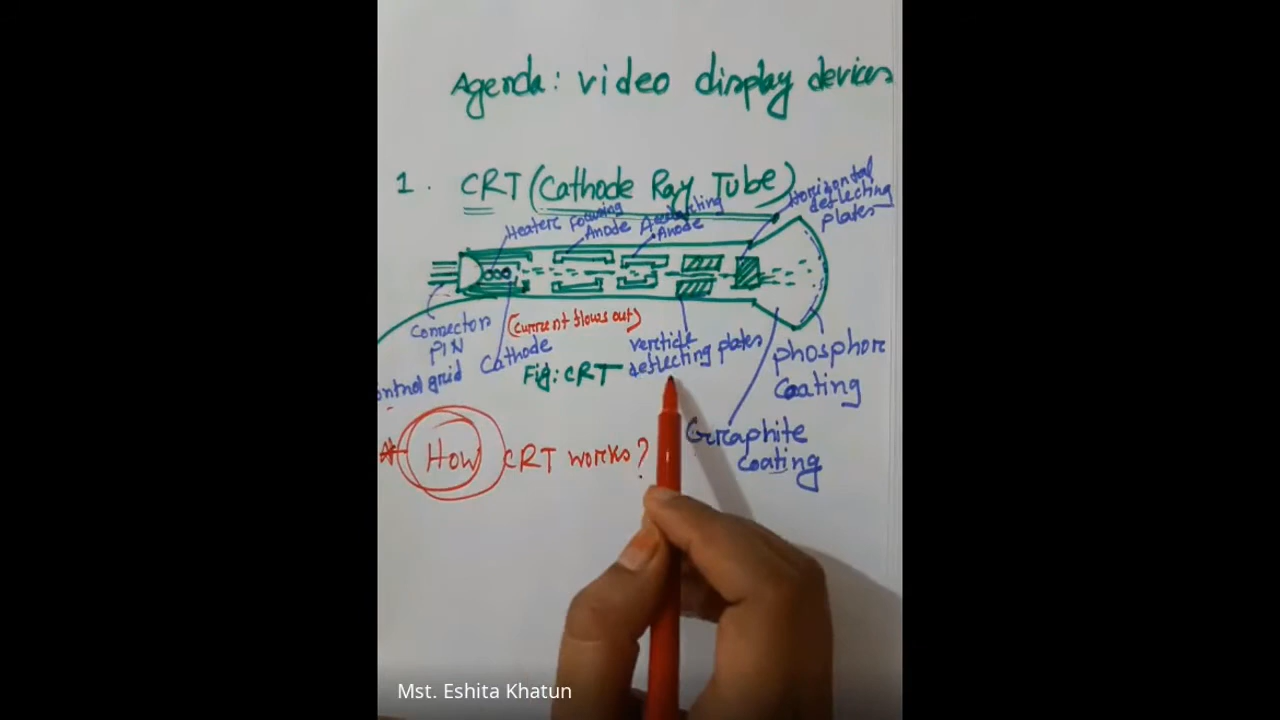 Agenda: video display devices
1. CRT (Cathode Ray Tube)
Heater
Focusing
Anode
Accelarting
Anode
Horizontal
deflecting
plates
Connector
PIN
Cathode
(current flows out)
verticle
deflecting plates
phosphor
coating
ontrol grid
Fig: CRT
Graphite
coating
* How CRT works?
Mst. Eshita Khatun